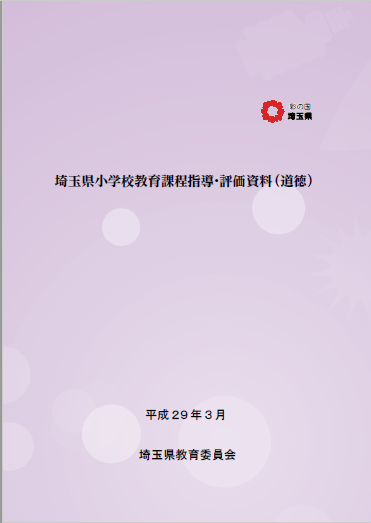 彩の国
埼玉県
埼玉県小学校教育課程指導・評価資料（道徳）
平成２９年３月
埼玉県教育委員会